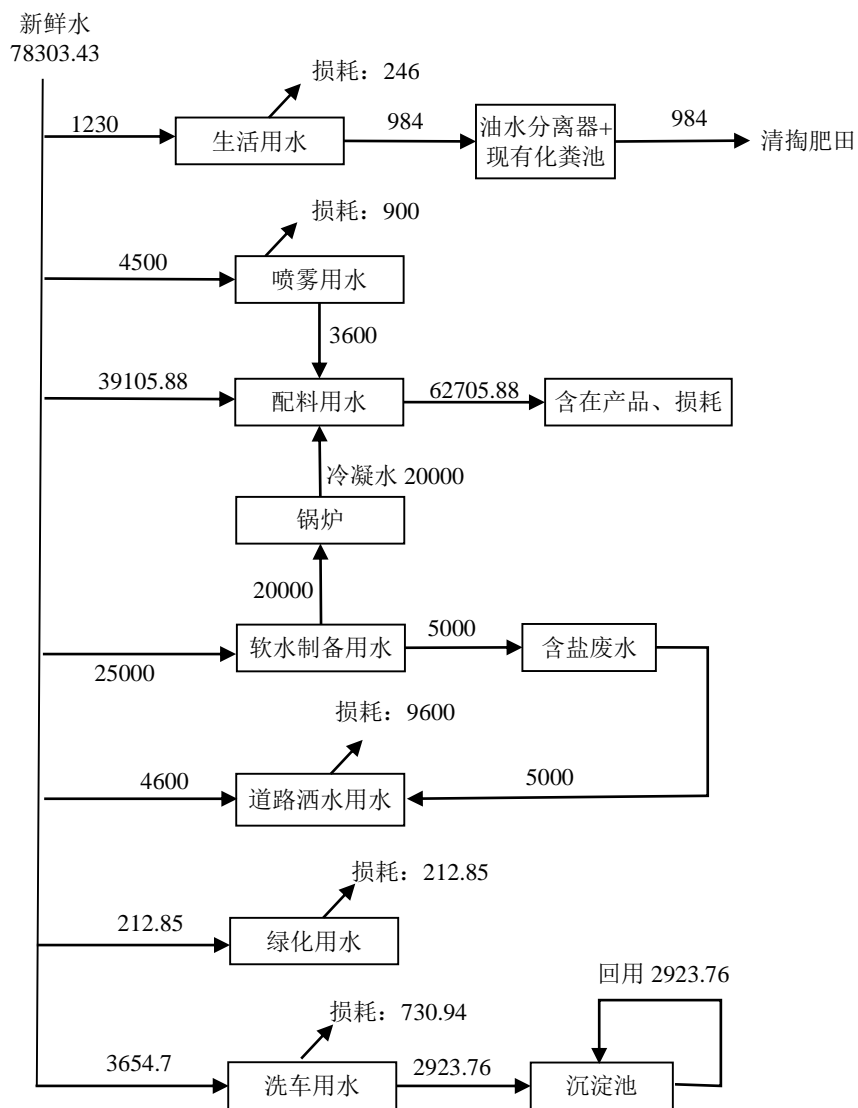 新鲜水
78303.43
损耗：246
1230
生活用水
984
油水分离器+
现有化粪池
984
清掏肥田
损耗：900
4500
喷雾用水
3600
39105.88
配料用水
62705.88
含在产品、损耗
冷凝水 20000
锅炉
20000
软水制备用水
5000
含盐废水
25000
损耗：9600
4600
道路洒水用水
5000
损耗：212.85
212.85
绿化用水
回用 2923.76
损耗：730.94
3654.7
洗车用水
2923.76
沉淀池